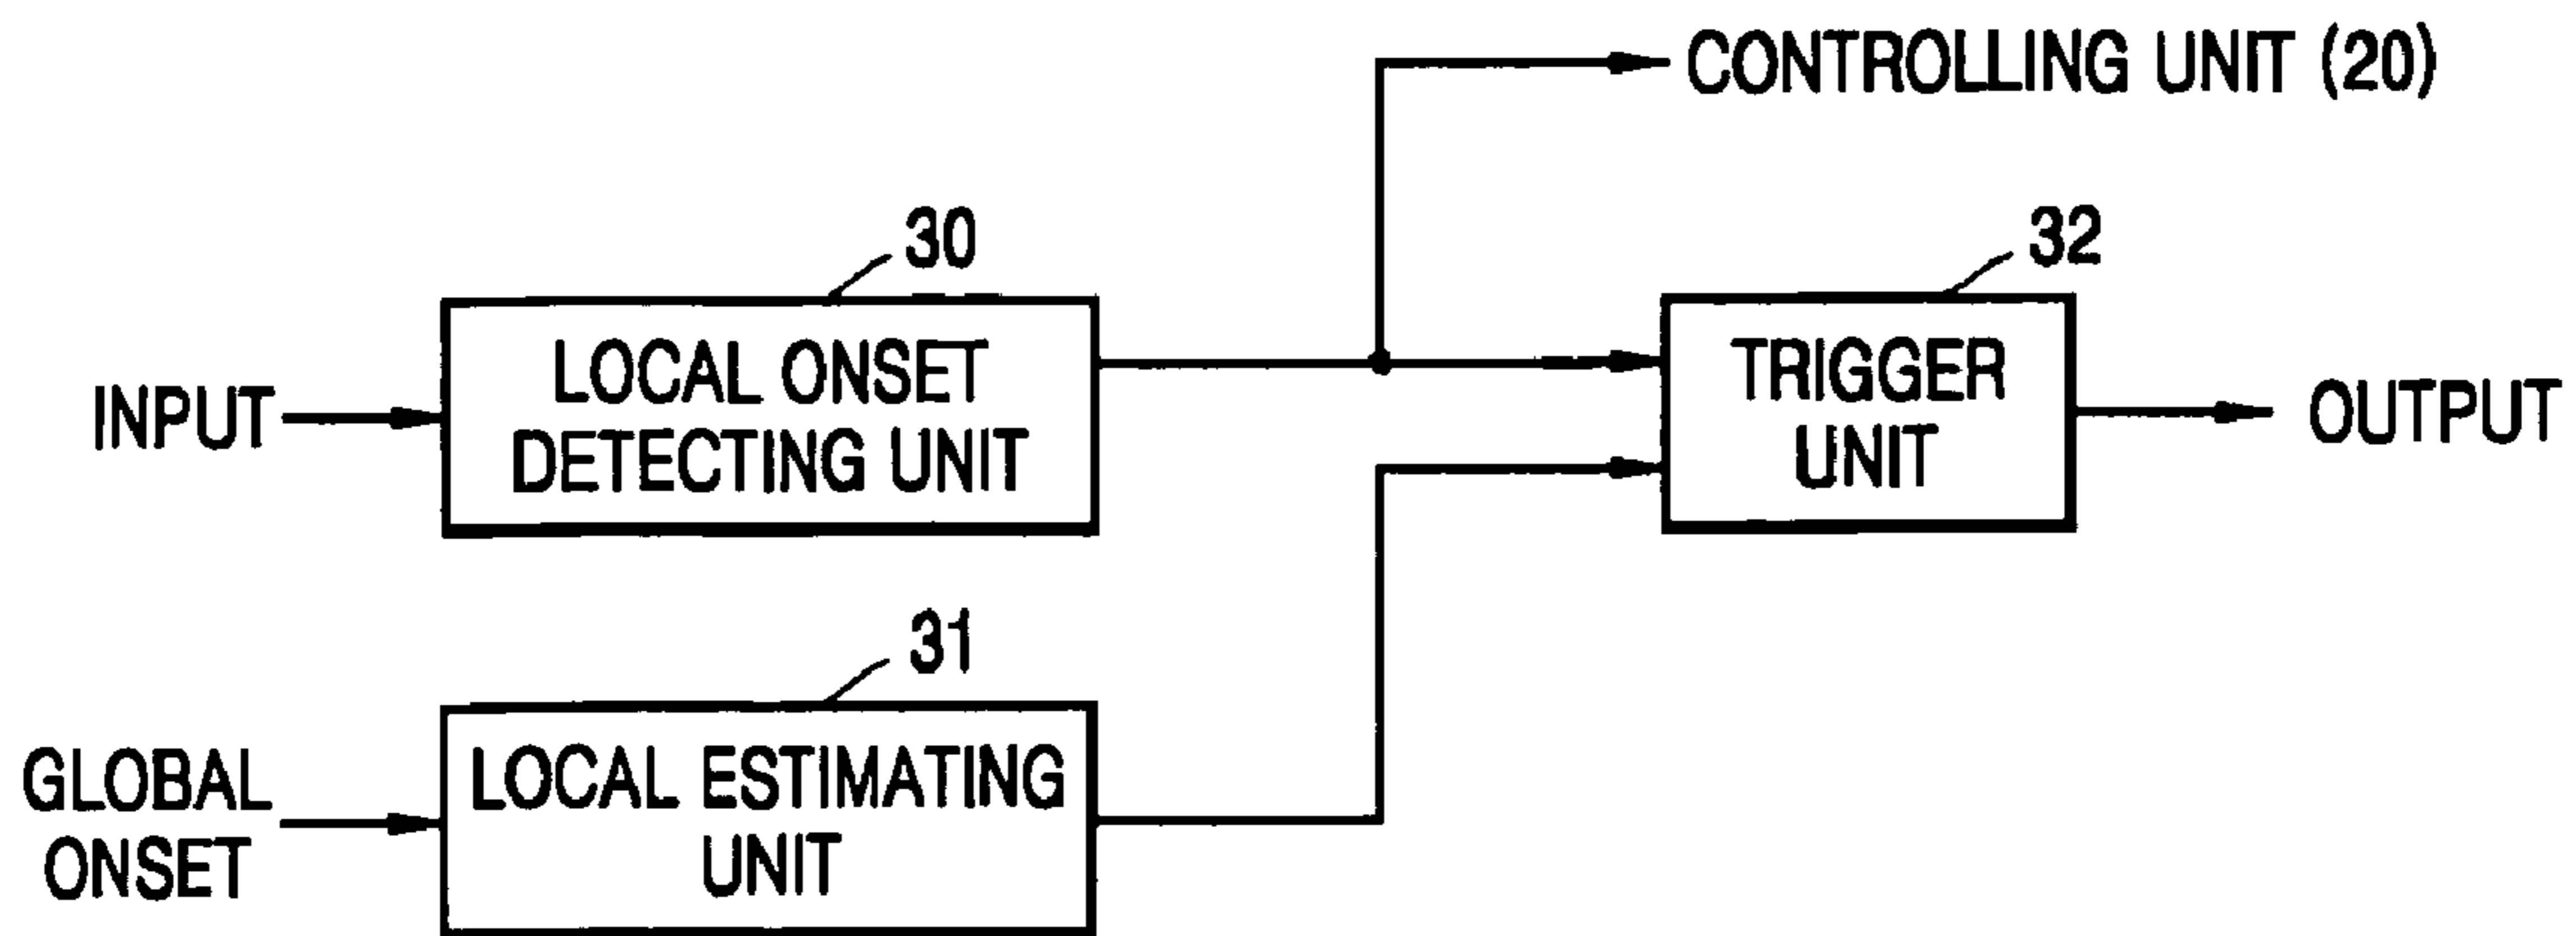 CONTROLLING UNIT (20)
30
32
INPUT
LOCAL ONSET
DETECTING UNIT
TRIGGER
UNIT
OUTPUT
31
GLOBAL
ONSET
LOCAL ESTIMATING
UNIT